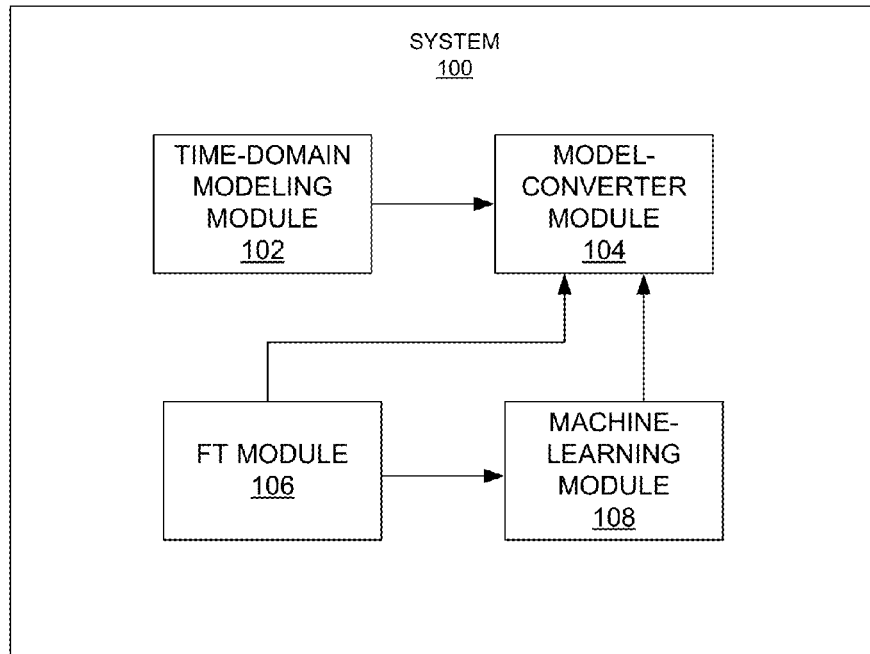 SYSTEM
100
TIME-DOMAIN
MODELING
MODULE
102
MODEL-
CONVERTER
MODULE
104
FT MODULE
106
MACHINE-
LEARNING
MODULE
108